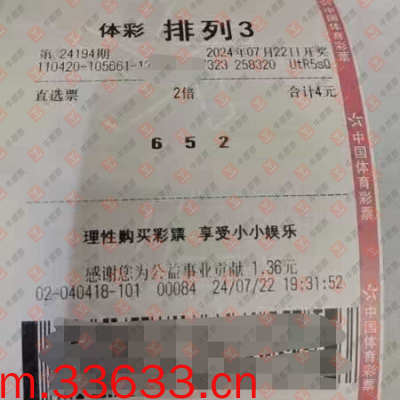 体彩 排列3
第 24194期 2024年07月22日开奖
110420-105661-1 7323 258320 UtR5sQ
直选票 2倍 合计4元
6 5 2
理性购买彩票 享受小小娱乐
感谢您为公益事业贡献 1.36元
02-040418-101 00084 24/07/22 19:31:52
中国体育彩票
中国体育彩票
m.33633.cn